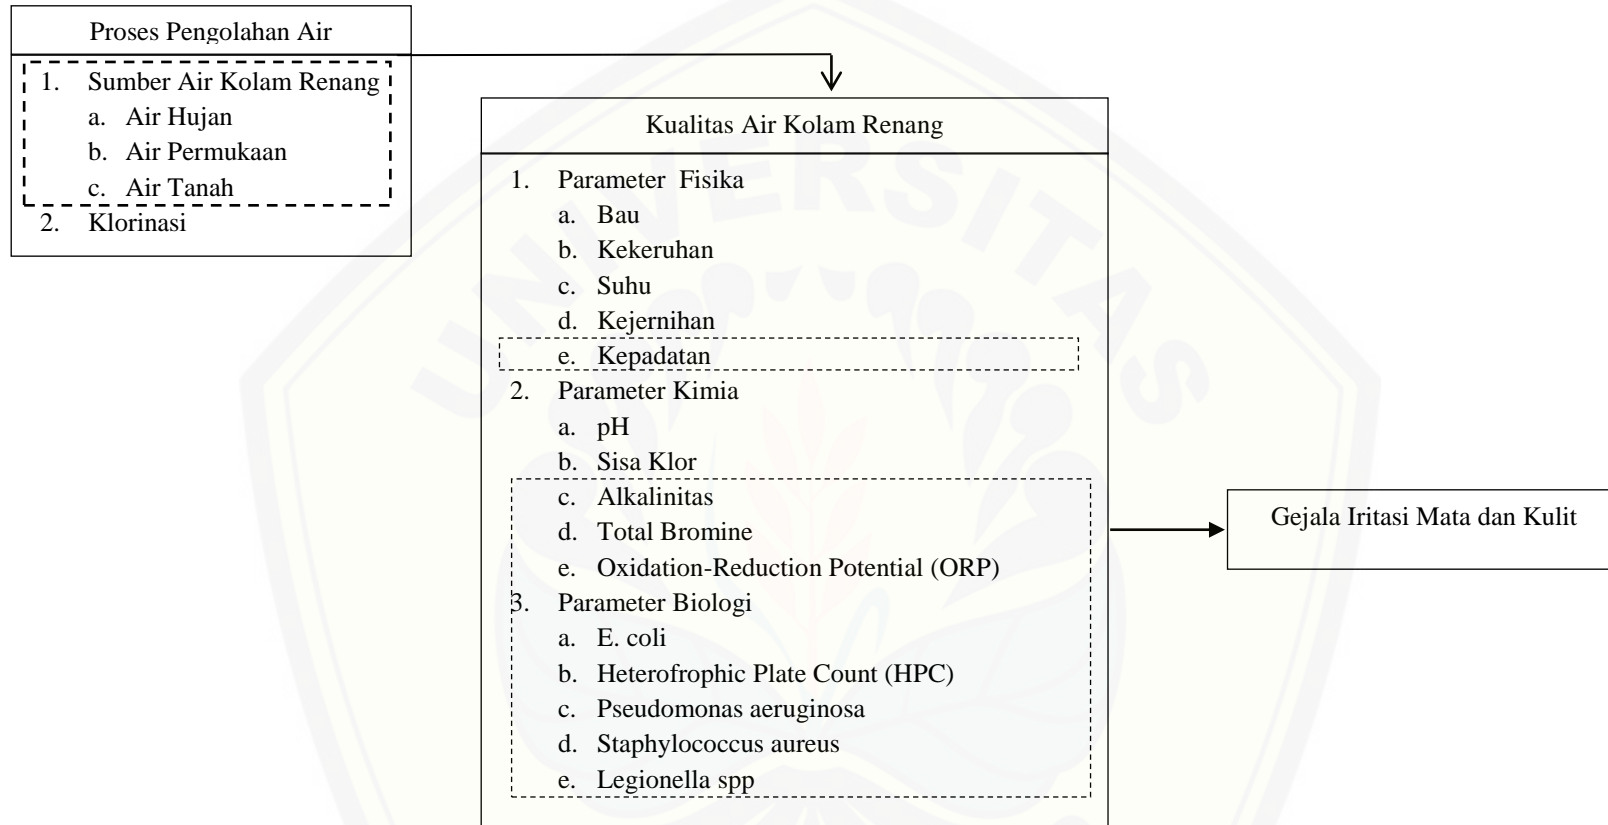 Proses Pengolahan Air
1. Sumber Air Kolam Renang
a. Air Hujan
b. Air Permukaan
c. Air Tanah
2. Klorinasi
Kualitas Air Kolam Renang
1. Parameter Fisika
a. Bau
b. Kekeruhan
c. Suhu
d. Kejernihan
e. Kepadatan
2. Parameter Kimia
a. pH
b. Sisa Klor
c. Alkalinitas
d. Total Bromine
e. Oxidation-Reduction Potential (ORP)
3. Parameter Biologi
a. E. coli
b. Heterofrophic Plate Count (HPC)
c. Pseudomonas aeruginosa
d. Staphylococcus aureus
e. Legionella spp
Gejala Iritasi Mata dan Kulit
UNIVERSITAS